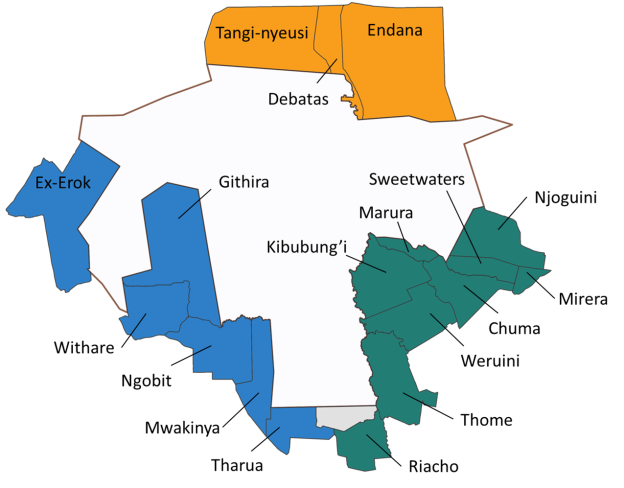 Tangi-nyeusi
Endana
Debatas
Ex-Erok
Githira
Sweetwaters
Njoguini
Marura
Kibubung'i
Mirera
Chuma
Withare
Weruini
Ngobit
Mwakinya
Thome
Tharua
Riacho